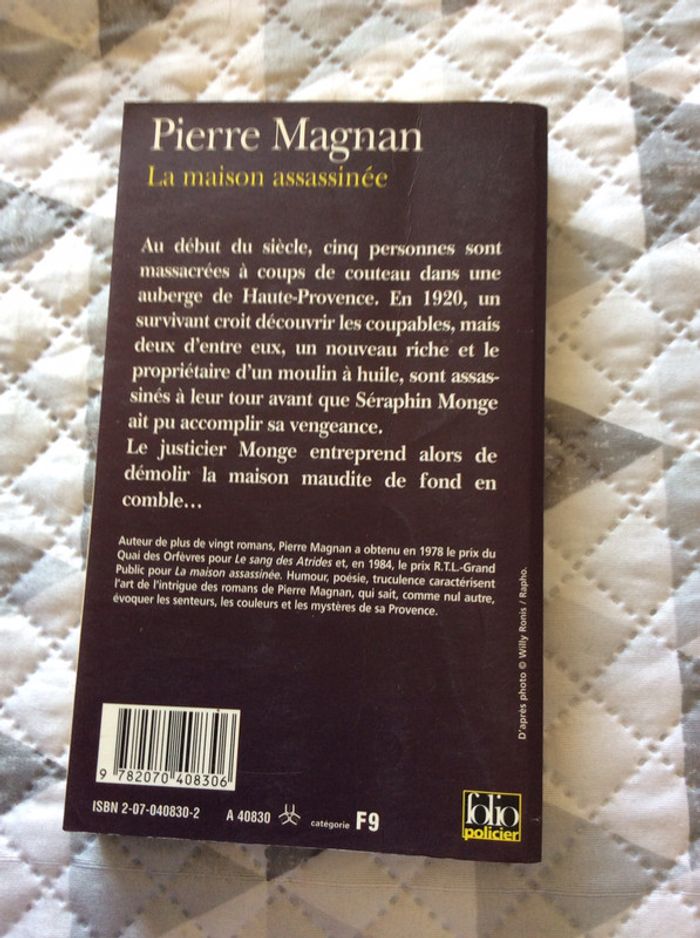 Pierre Magnan
La maison assassinée
Au début du siècle, cinq personnes sont
massacrées à coups de couteau dans une
auberge de Haute-Provence. En 1920, un
survivant croit découvrir les coupables, mais
deux d'entre eux, un nouveau riche et le
propriétaire d'un moulin à huile, sont assas-
sinés à leur tour avant que Séraphin Monge
ait pu accomplir sa vengeance.
Le justicier Monge entreprend alors de
démolir la maison maudite de fond en
comble...
Auteur de plus de vingt romans, Pierre Magnan a obtenu en 1978 le prix du
Quai des Orfèvres pour Le sang des Atrides et, en 1984, le prix R.T.L.-Grand
Public pour La maison assassinée. Humour, poésie, truculence caractérisent
l'art de l'intrigue des romans de Pierre Magnan, qui sait, comme nul autre,
évoquer les senteurs, les couleurs et les mystères de sa Provence.
D'après photo © Willy Ronis / Rapho.
9 782070 408306
ISBN 2-07-040830-2 A 40830 catégorie F9
folio
policier